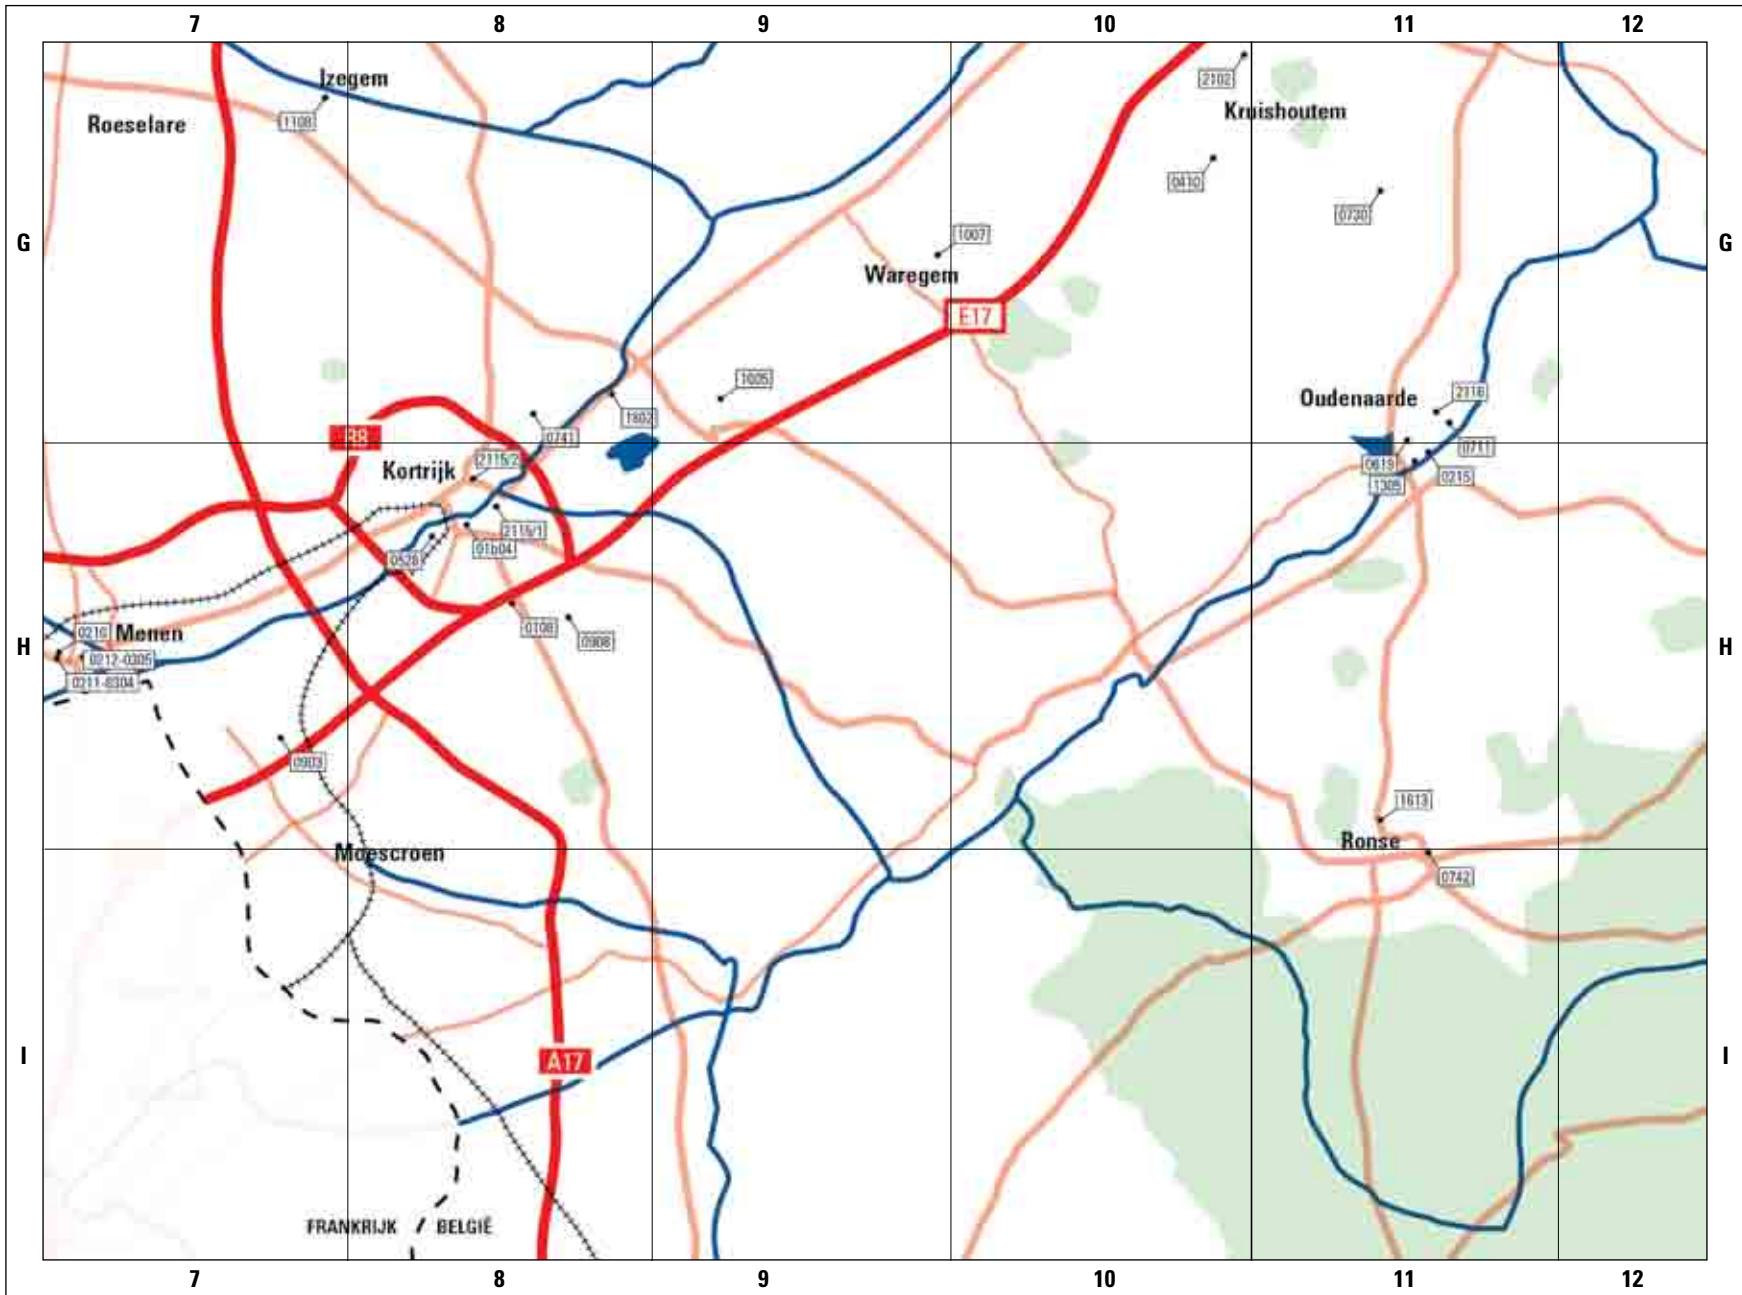 7 8 9 10 11 12
Izegem
2102
Roeselare
1108
Kruishoutem
0410
0730
G
1007
G
Waregem
E17
1005
Oudenaarde
2116
1802
0741
R8
0711
Kortrijk
2115/2
0613
0215
1305
2115/1
01b04
0528
0210
Menen
0108
0908
H
0212-0305
H
0211-0304
0903
1613
Ronse
Moescroen
0742
I
A17
I
FRANKRIJK
BELGIË
7 8 9 10 11 12